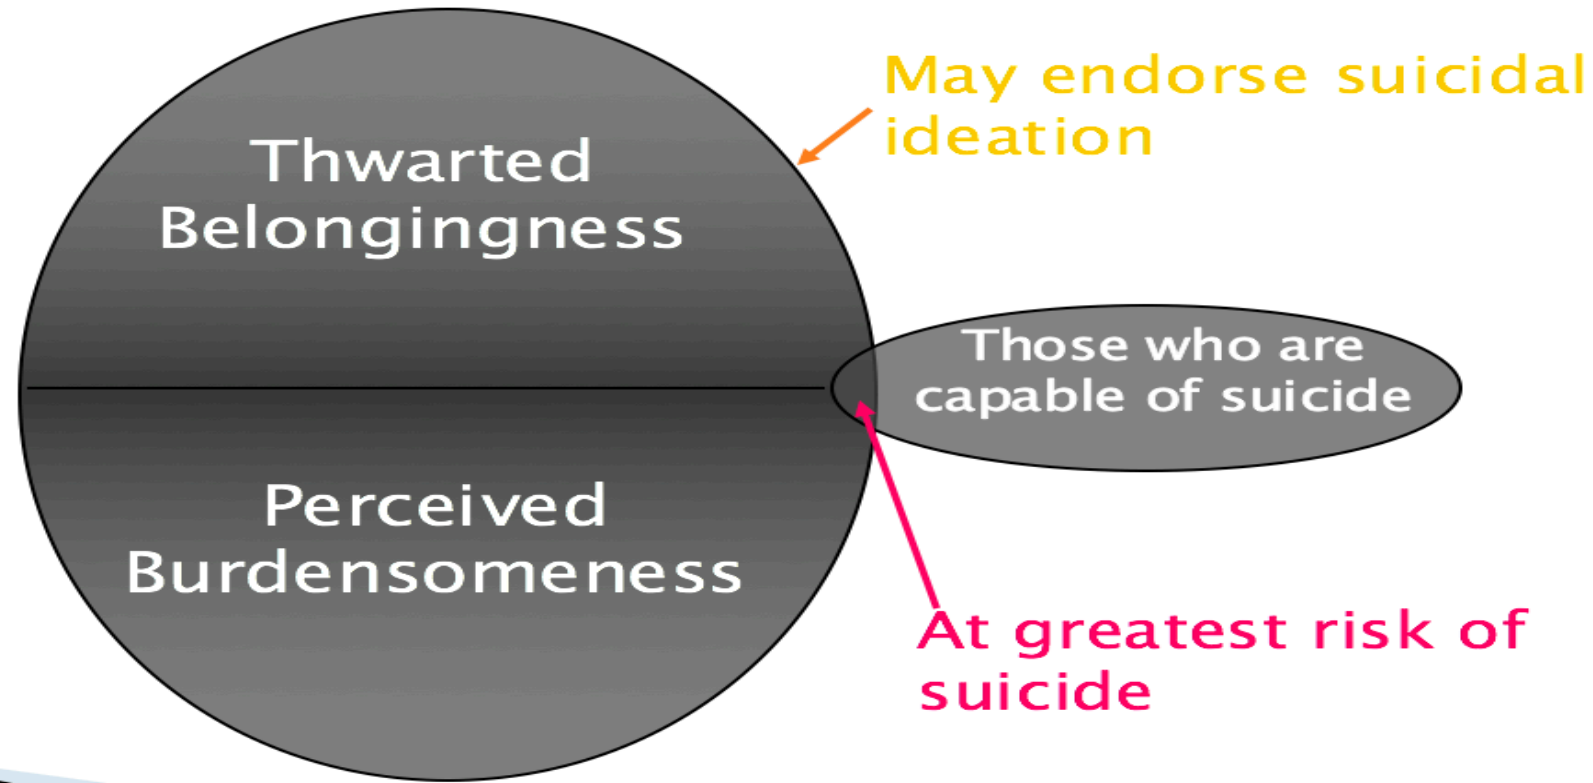 May endorse suicidal
ideation
Thwarted
Belongingness
Those who are
capable of suicide
Perceived
Burdensomeness
At greatest risk of
suicide